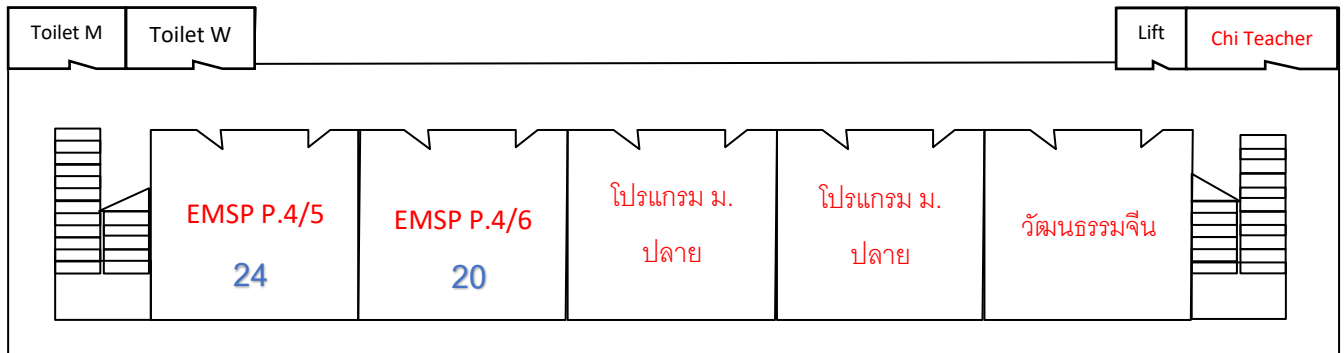 Toilet M
Toilet W
Lift
Chi Teacher
EMSP P.4/5
24
EMSP P.4/6
20
โปรแกรม ม.
ปลาย
โปรแกรม ม.
ปลาย
วัฒนธรรมจีน